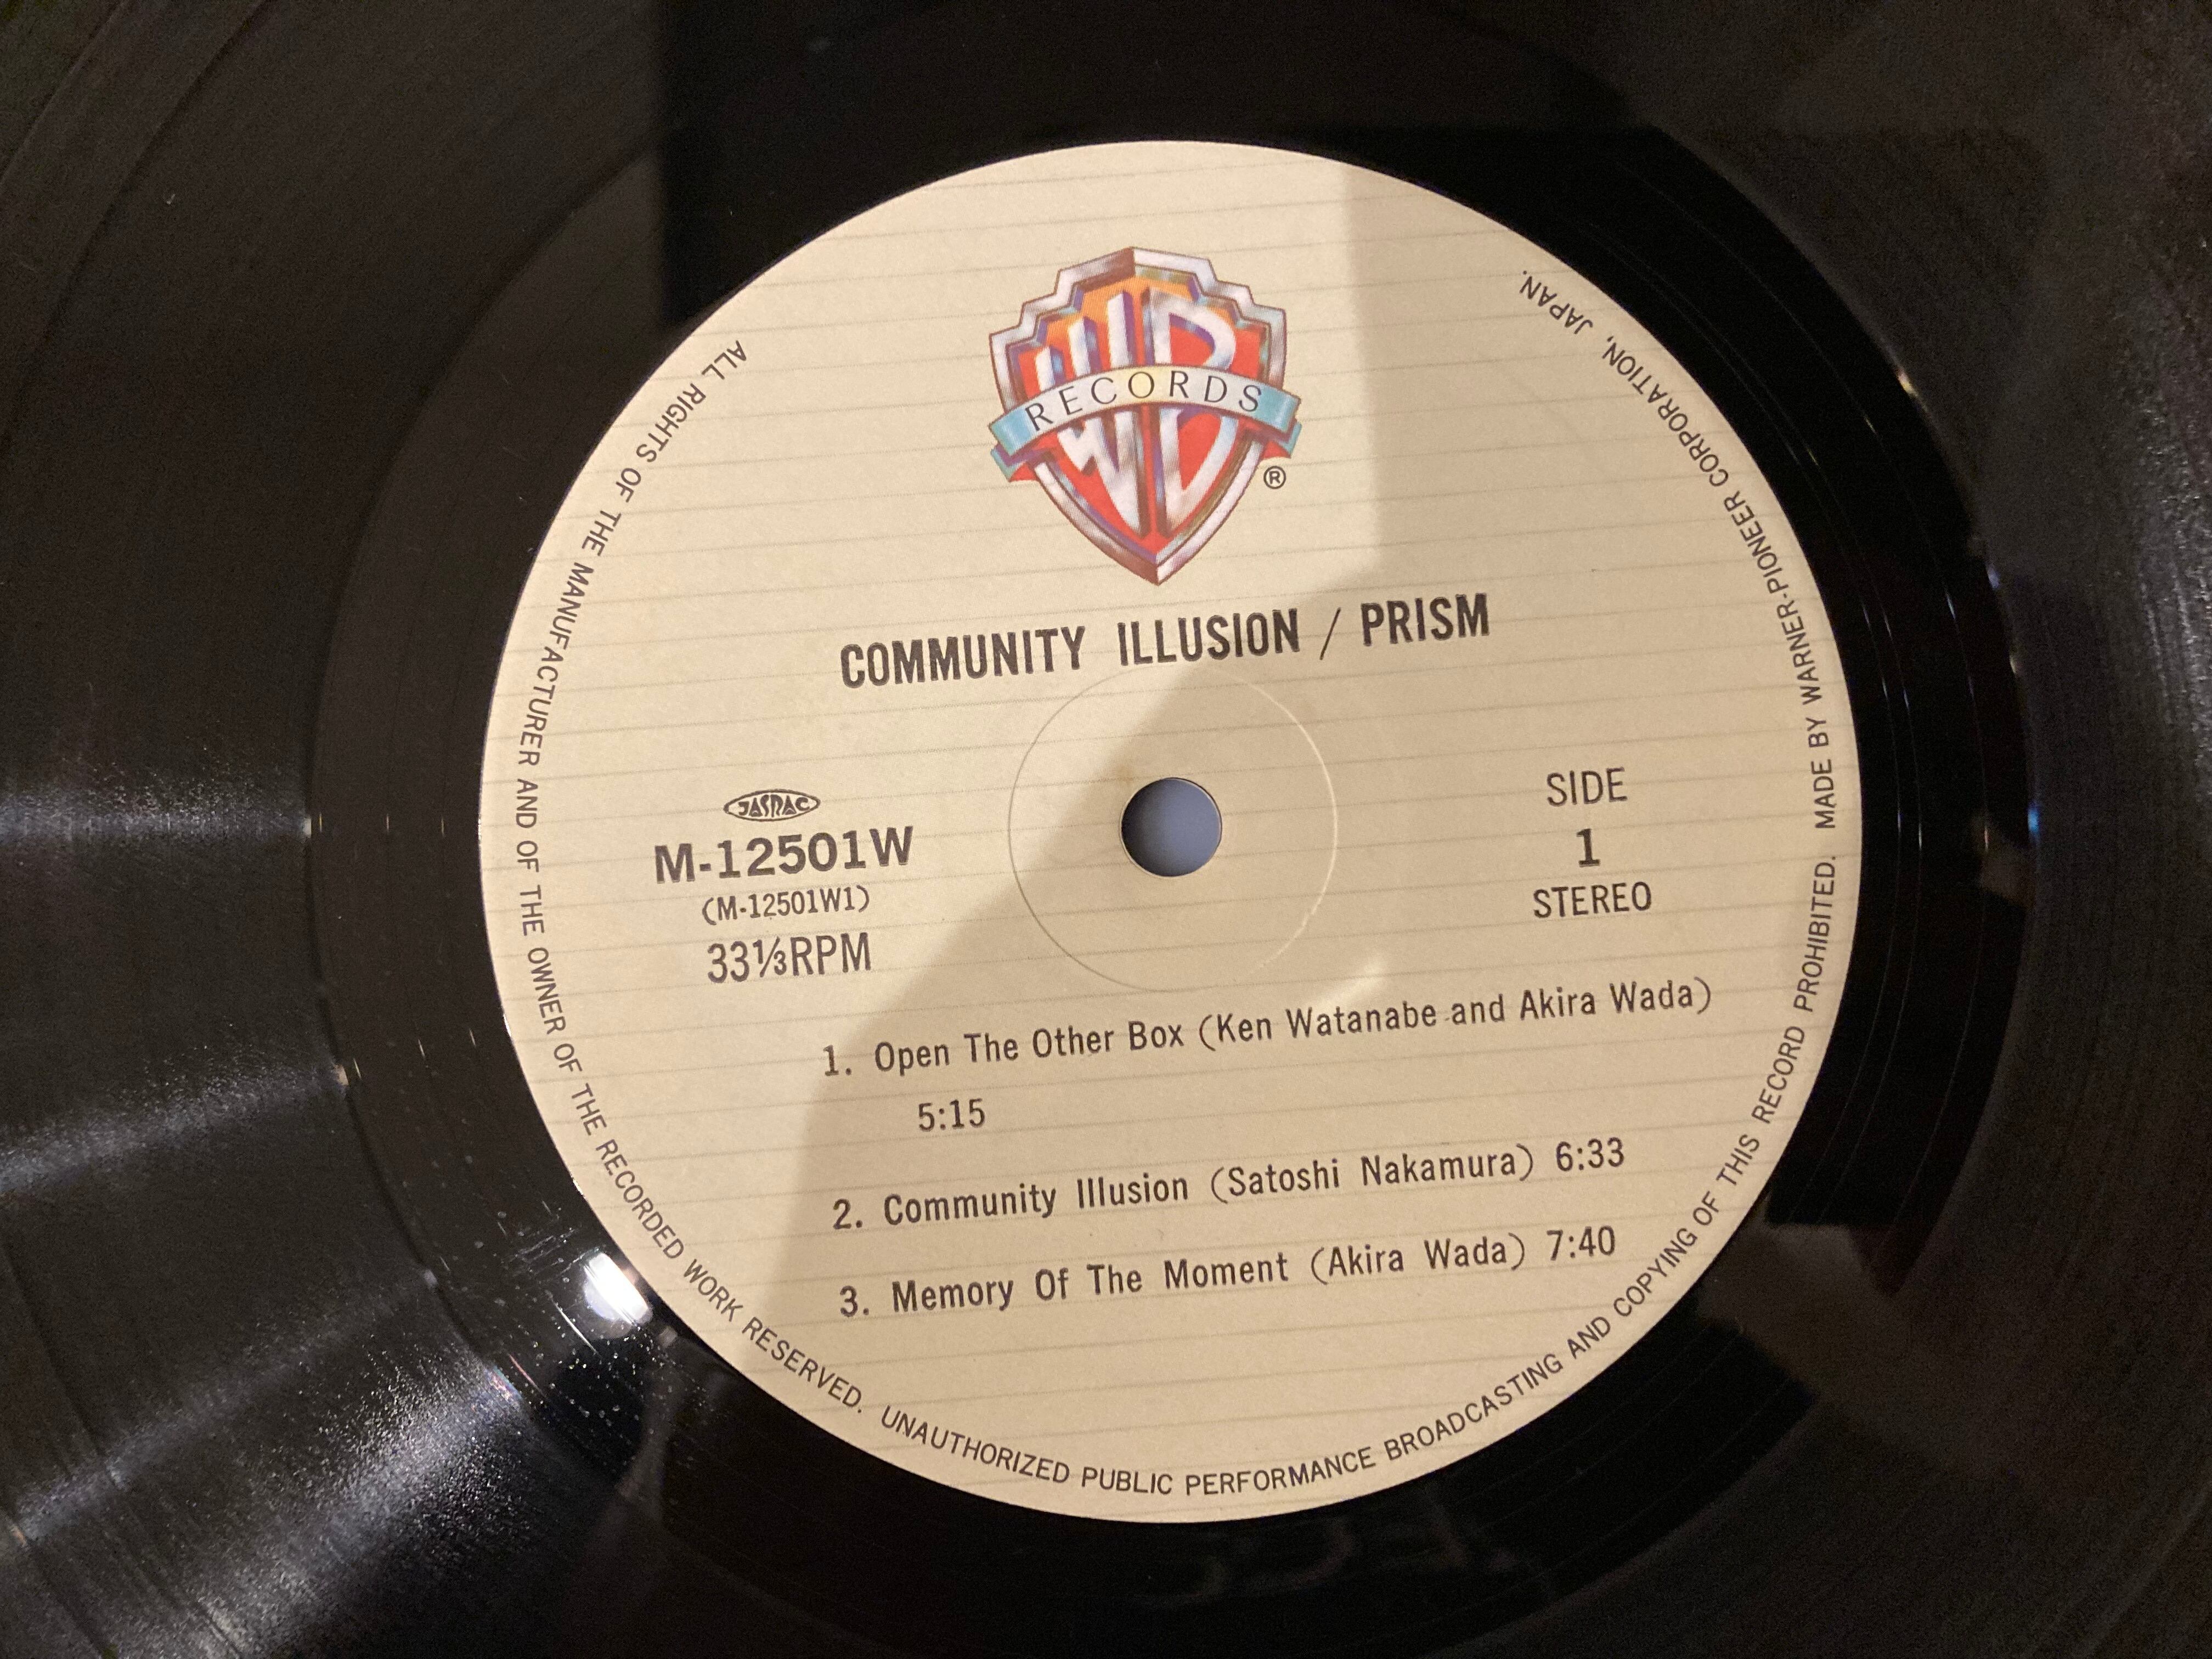 WB
RECORDS
®
COMMUNITY ILLUSION / PRISM
JASRAC
M-12501W
(M-12501W1)
33⅓RPM
SIDE
1
STEREO
1. Open The Other Box (Ken Watanabe and Akira Wada)
5:15
2. Community Illusion (Satoshi Nakamura) 6:33
3. Memory Of The Moment (Akira Wada) 7:40
ALL RIGHTS OF THE MANUFACTURER AND OF THE OWNER OF THE RECORDED WORK RESERVED. UNAUTHORIZED PUBLIC PERFORMANCE BROADCASTING AND COPYING OF THIS RECORD PROHIBITED. MADE BY WARNER-PIONEER CORPORATION, JAPAN.